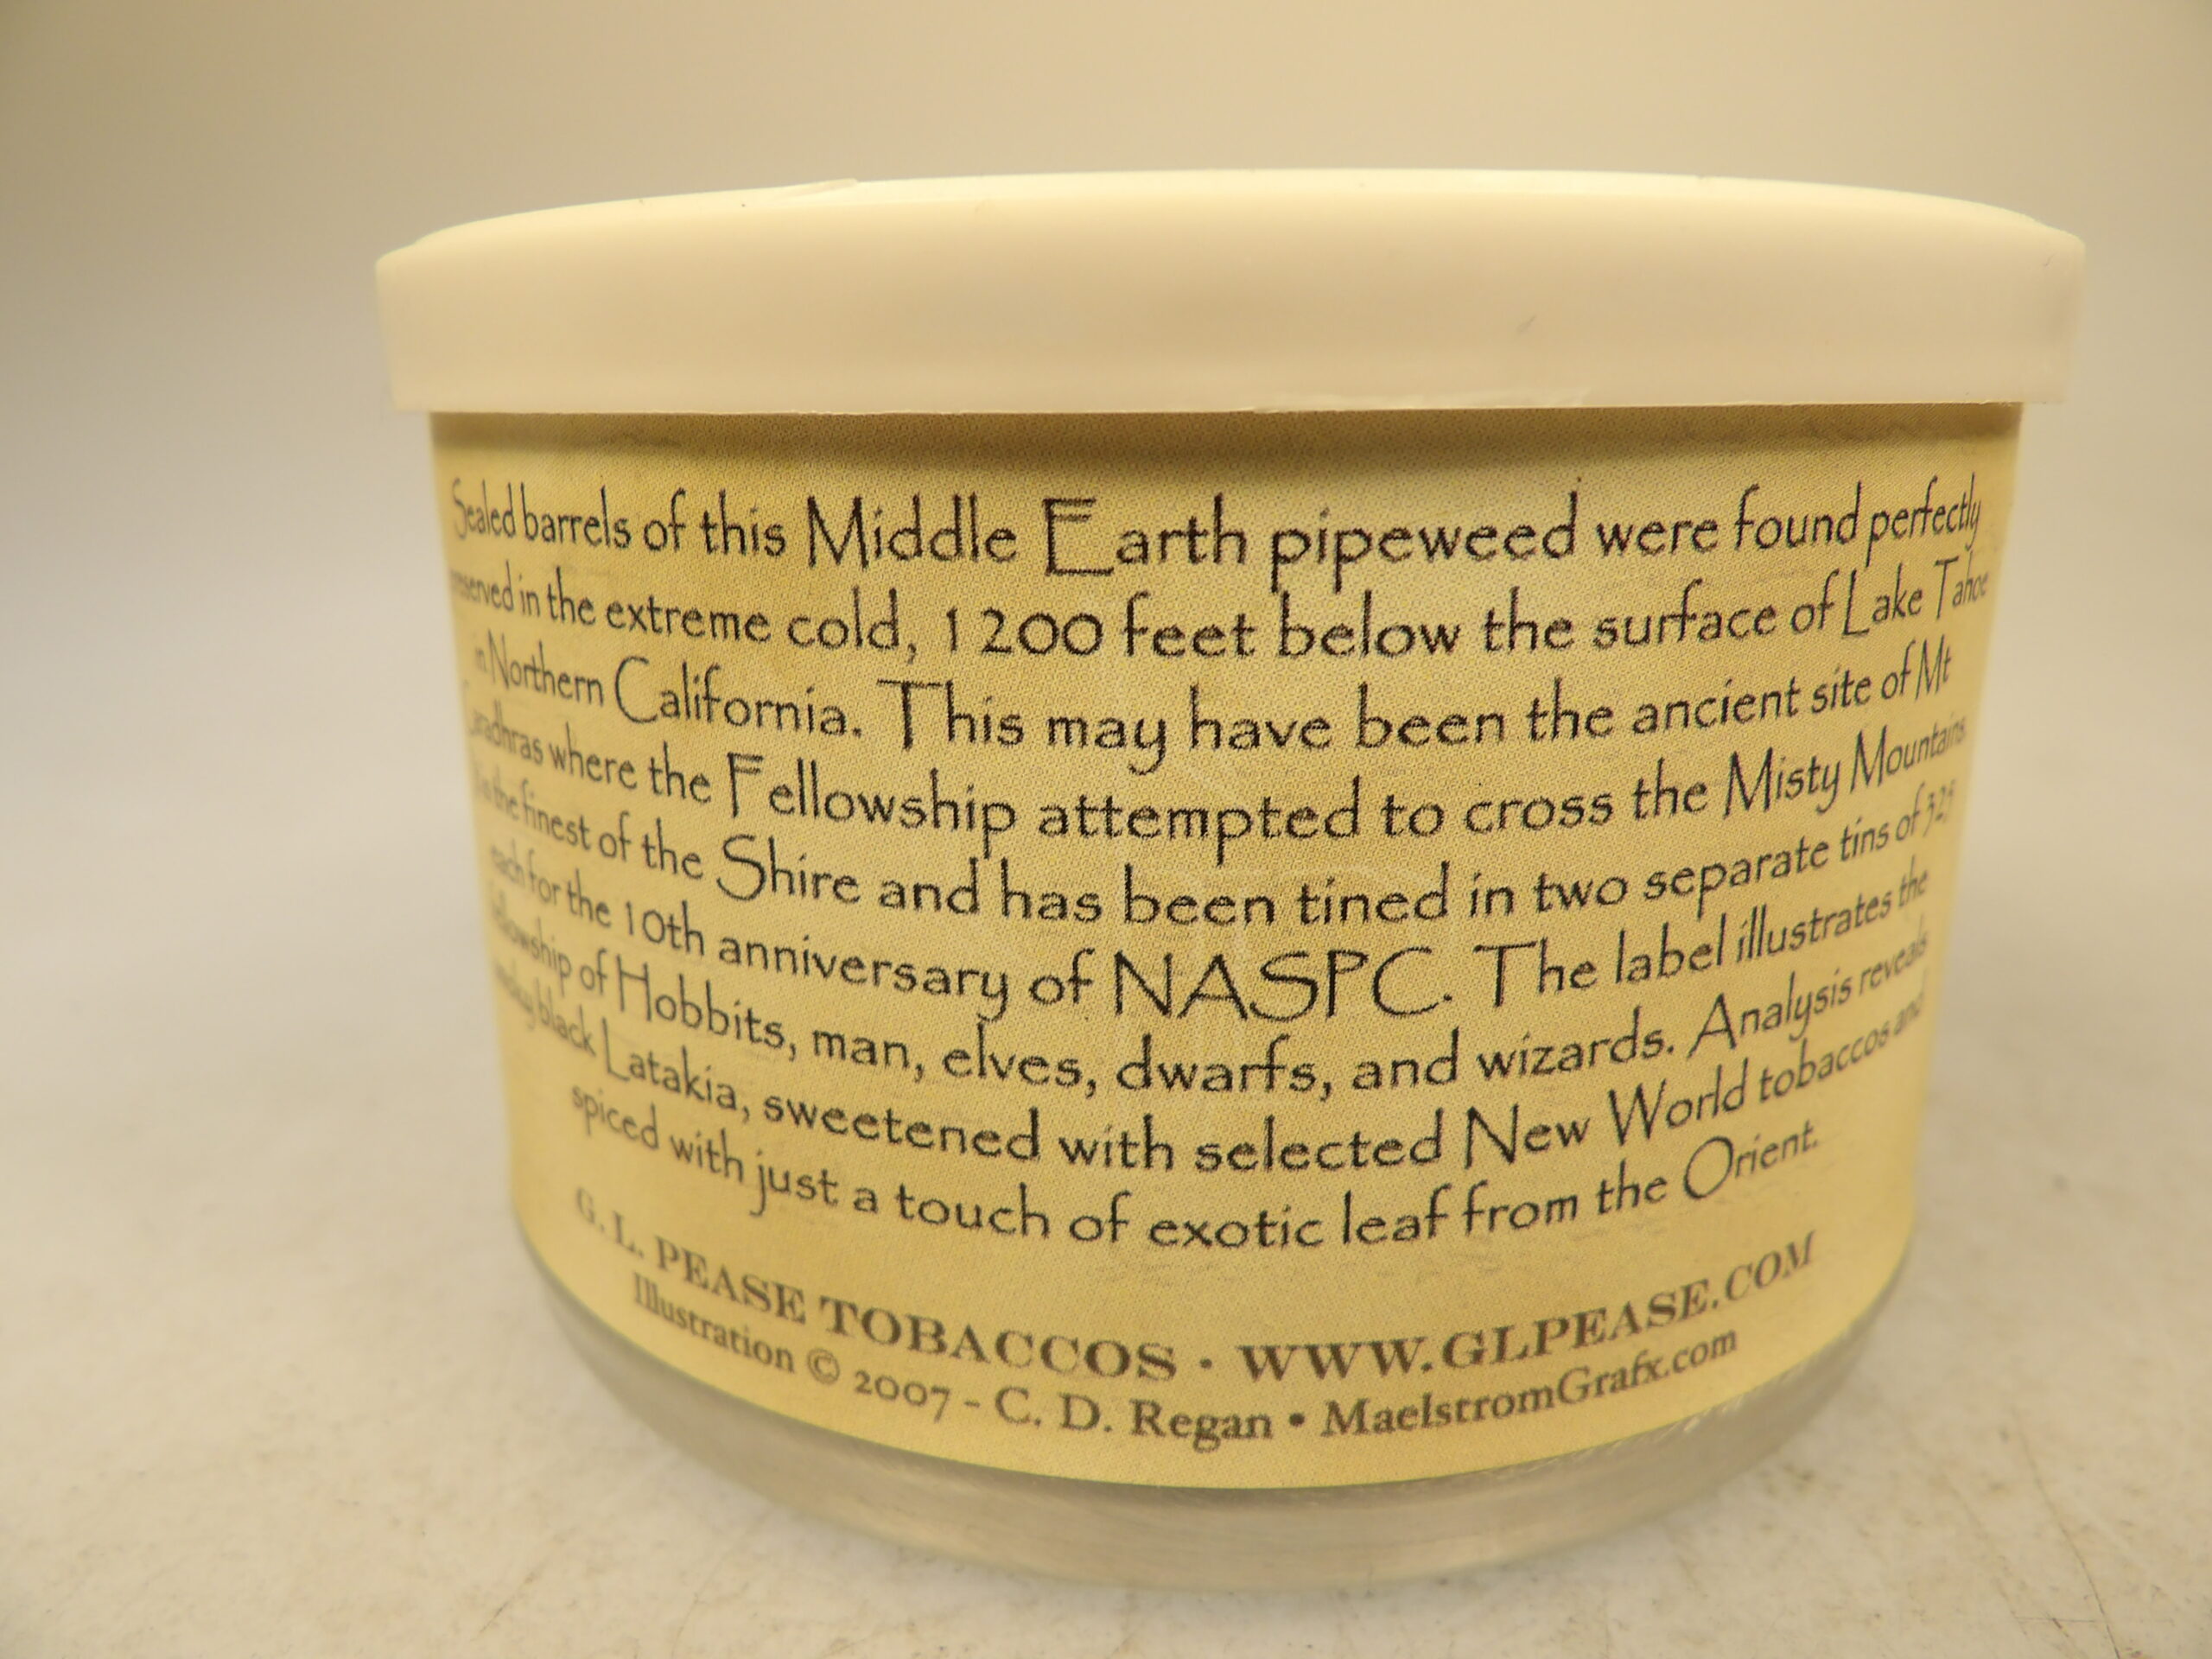 Sealed barrels of this Middle Earth pipeweed were found perfectly
preserved in the extreme cold, 1200 feet below the surface of Lake Tahoe
in Northern California. This may have been the ancient site of Mt
Caradhras where the Fellowship attempted to cross the Misty Mountains
the finest of the Shire and has been tined in two separate tins of 325
each for the 10th anniversary of NASPC. The label illustrates the
fellowship of Hobbits, man, elves, dwarfs, and wizards. Analysis reveals
black Latakia, sweetened with selected New World tobaccos and
spiced with just a touch of exotic leaf from the Orient.
G. L. PEASE TOBACCOS · WWW.GLPEASE.COM
Illustration © 2007 - C. D. Regan • MaelstromGrafx.com